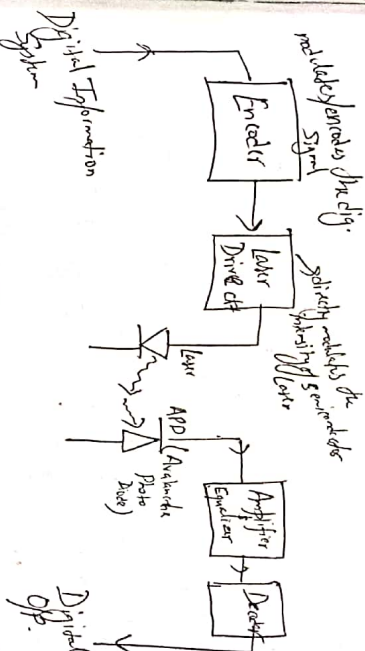 modulates/encodes the dig.
signal
Encoder
Digital Information
System
directly modulates the
intensity of semiconductor
Laser
Laser
Drive ckt
Laser
APD
(Avalanche
Photo
Diode)
Amplifier
&
Equalizer
Decoder
Digital
O/p.